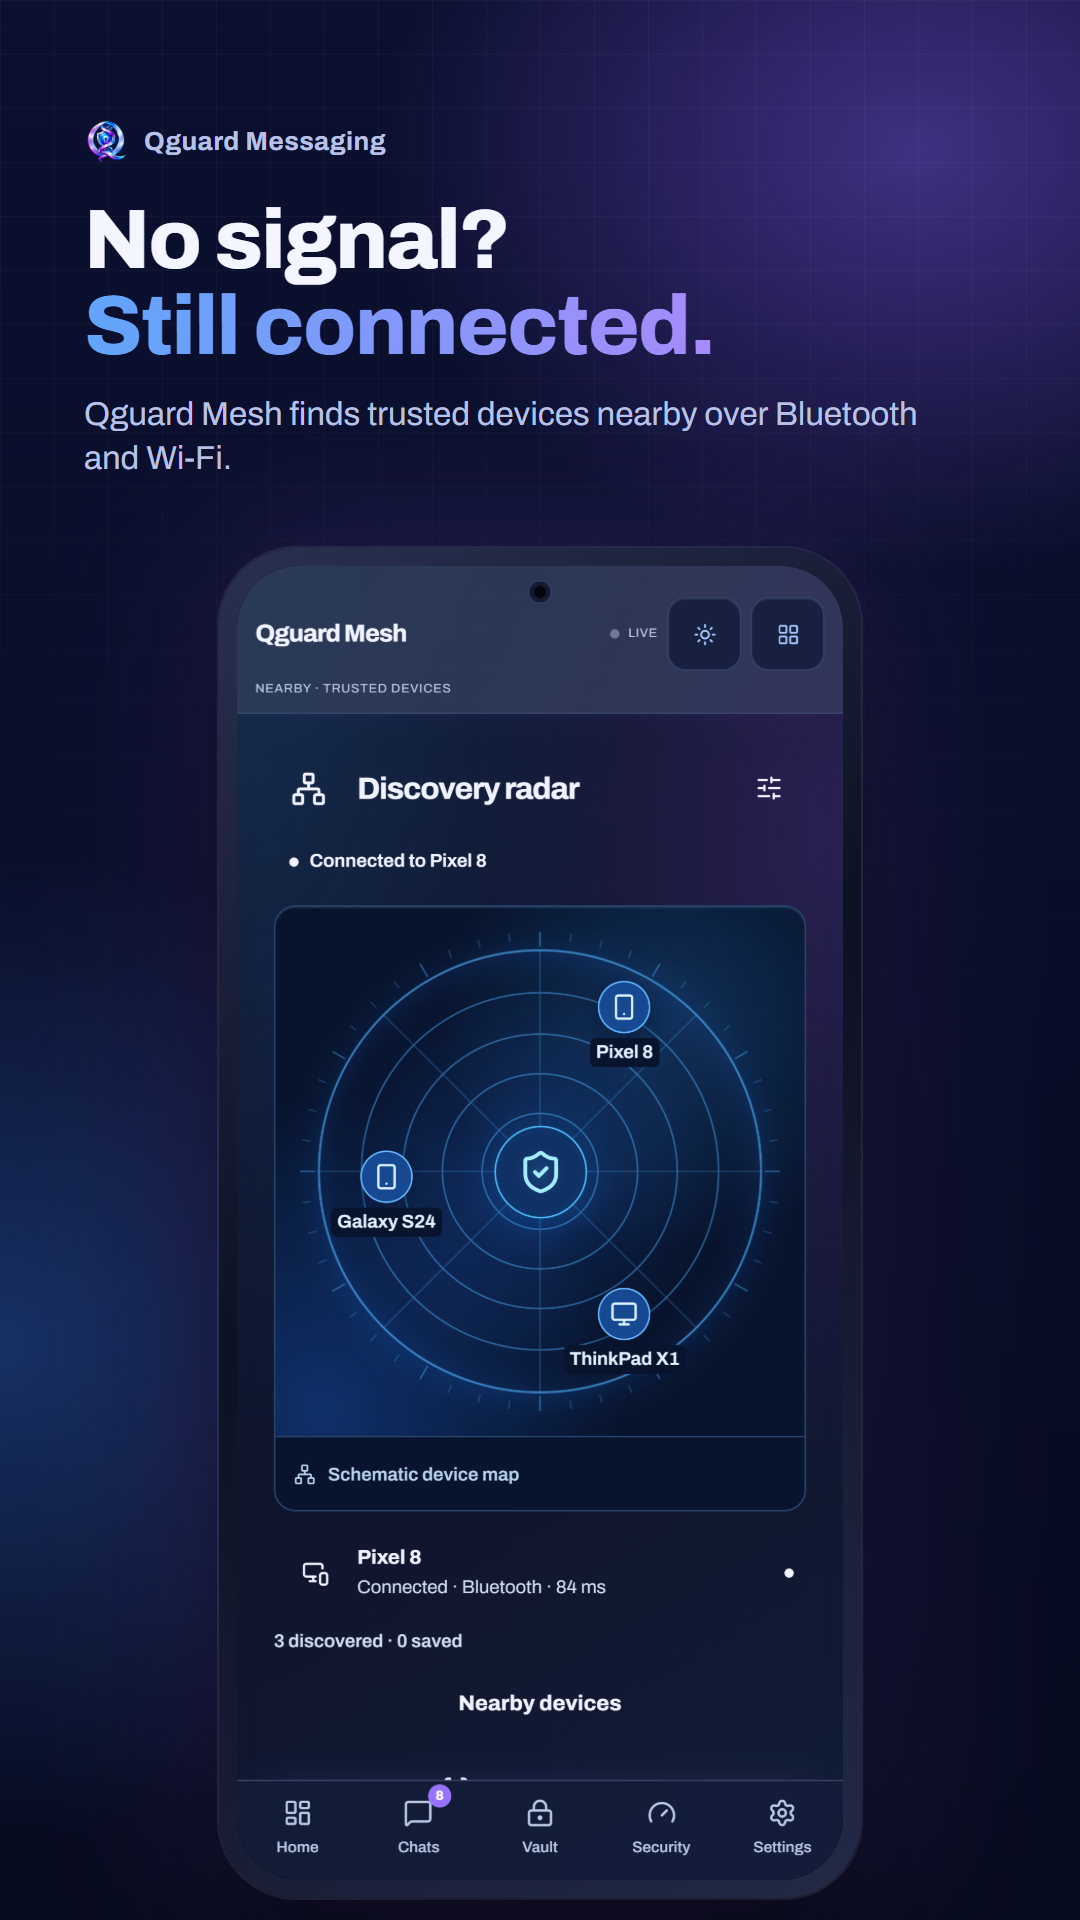 Qguard Messaging
No signal?
Still connected.
Qguard Mesh finds trusted devices nearby over Bluetooth
and Wi-Fi.
Qguard Mesh
LIVE
NEARBY · TRUSTED DEVICES
Discovery radar
Connected to Pixel 8
Pixel 8
Galaxy S24
ThinkPad X1
Schematic device map
Pixel 8
Connected · Bluetooth · 84 ms
3 discovered · 0 saved
Nearby devices
8
Home
Chats
Vault
Security
Settings